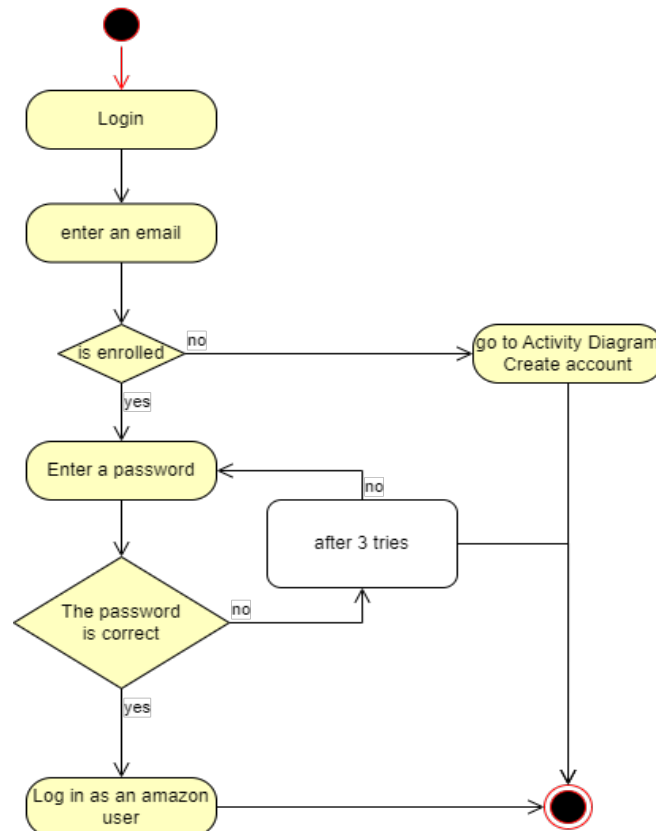 Login
enter an email
is enrolled
no
go to Activity Diagram
Create account
yes
Enter a password
no
after 3 tries
The password
is correct
no
yes
Log in as an amazon
user